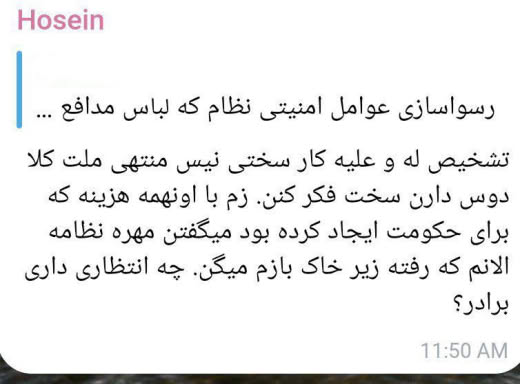 Hosein
رسواسازی عوامل امنیتی نظام که لباس مدافع ...
تشخیص له و علیه کار سختی نیس منتهی ملت کلا
دوس دارن سخت فکر کنن. زم با اونهمه هزینه که
برای حکومت ایجاد کرده بود میگفتن مهره نظامه
الانم که رفته زیر خاک بازم میگن. چه انتظاری داری
برادر؟
11:50 AM